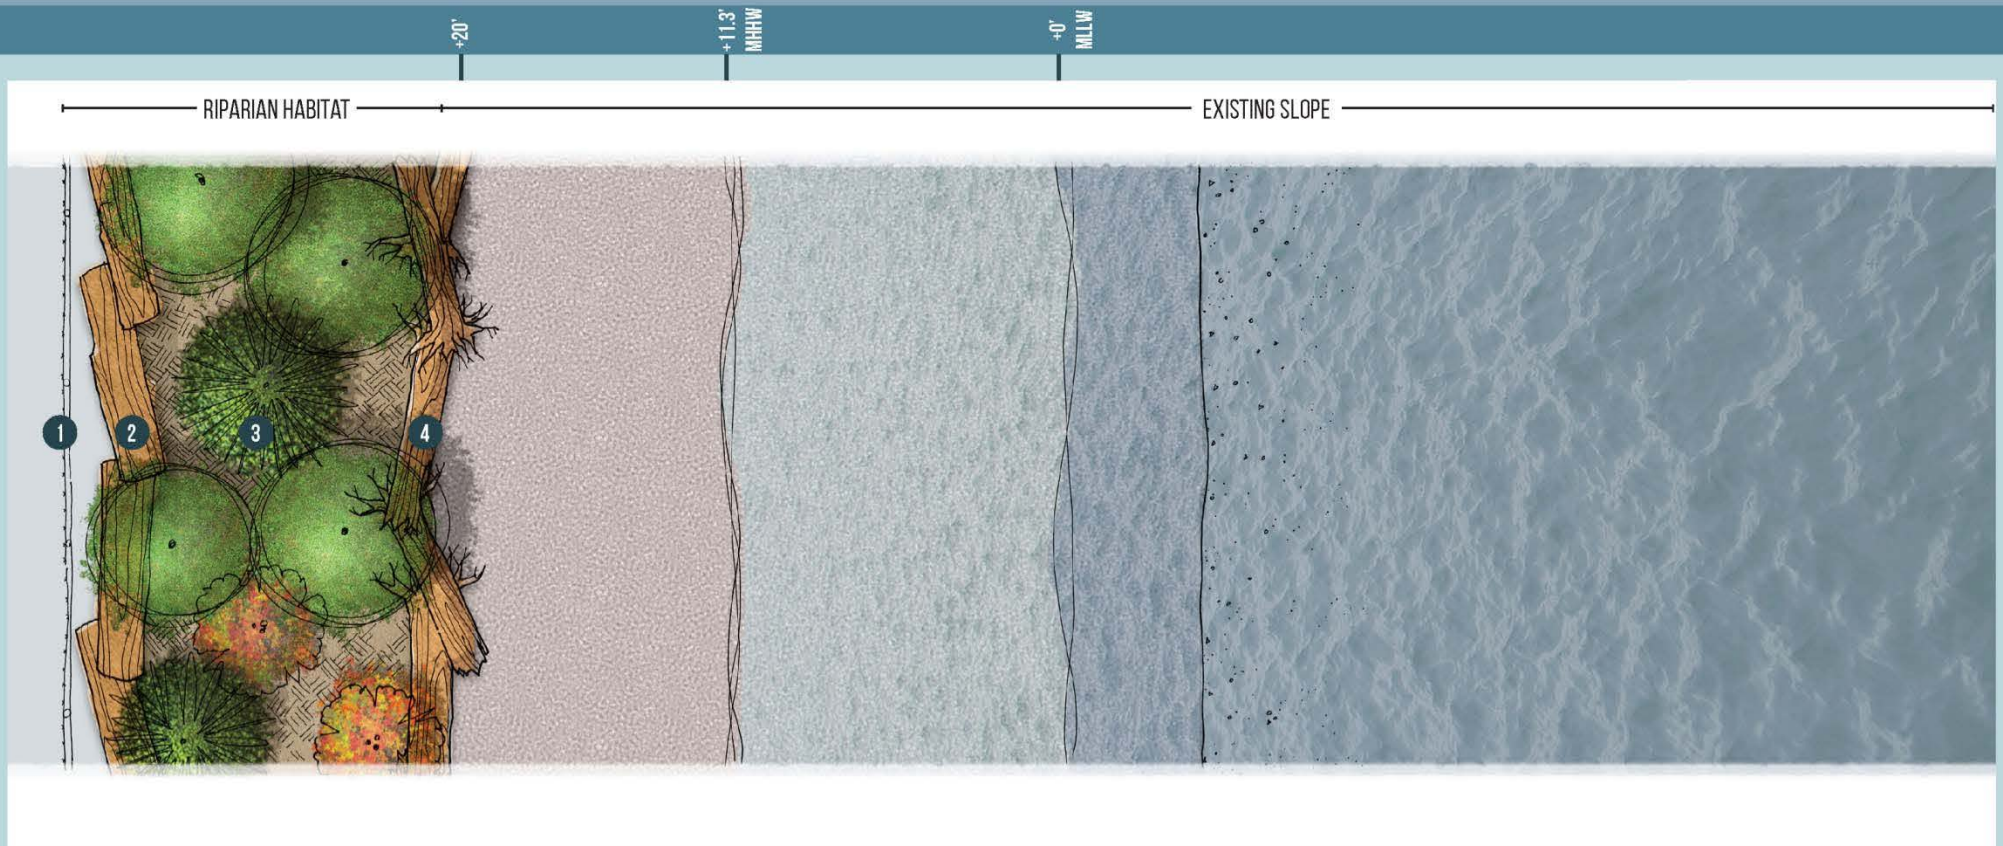 +20'
+11.3'
MHHW
+0'
MLLW
RIPARIAN HABITAT
EXISTING SLOPE
1
2
3
4